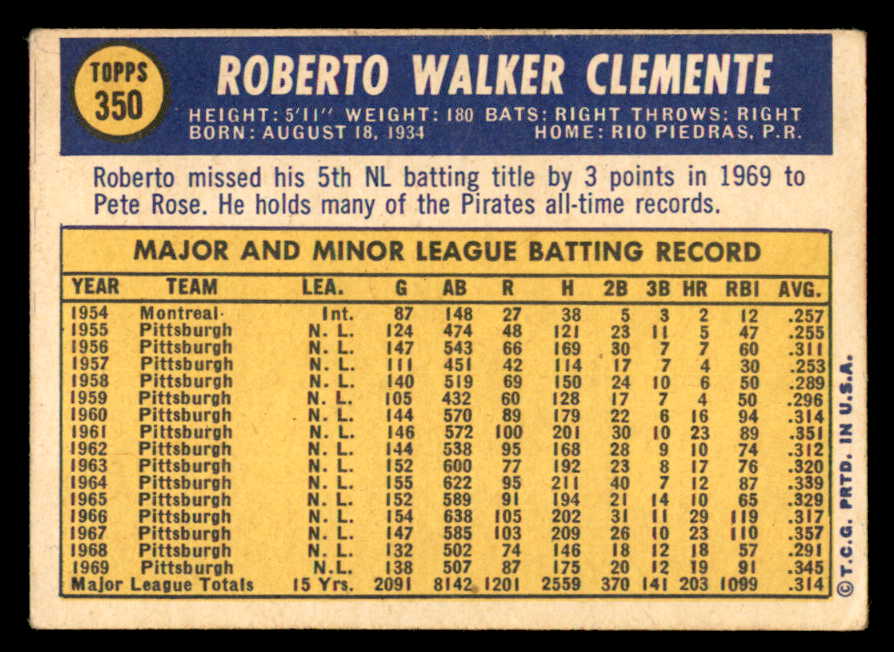 TOPPS
350
ROBERTO WALKER CLEMENTE
HEIGHT: 5'11" WEIGHT: 180 BATS: RIGHT THROWS: RIGHT
BORN: AUGUST 18, 1934 HOME: RIO PIEDRAS, P.R.
Roberto missed his 5th NL batting title by 3 points in 1969 to
Pete Rose. He holds many of the Pirates all-time records.
MAJOR AND MINOR LEAGUE BATTING RECORD
YEAR TEAM LEA. G AB R H 2B 3B HR RBI AVG.
1954 Montreal Int. 87 148 27 38 5 3 2 12 .257
1955 Pittsburgh N. L. 124 474 48 121 23 11 5 47 .255
1956 Pittsburgh N. L. 147 543 66 169 30 7 7 60 .311
1957 Pittsburgh N. L. 111 451 42 114 17 7 4 30 .253
1958 Pittsburgh N. L. 140 519 69 150 24 10 6 50 .289
1959 Pittsburgh N. L. 105 432 60 128 17 7 4 50 .296
1960 Pittsburgh N. L. 144 570 89 179 22 6 16 94 .314
1961 Pittsburgh N. L. 146 572 100 201 30 10 23 89 .351
1962 Pittsburgh N. L. 144 538 95 168 28 9 10 74 .312
1963 Pittsburgh N. L. 152 600 77 192 23 8 17 76 .320
1964 Pittsburgh N. L. 155 622 95 211 40 7 12 87 .339
1965 Pittsburgh N. L. 152 589 91 194 21 14 10 65 .329
1966 Pittsburgh N. L. 154 638 105 202 31 11 29 119 .317
1967 Pittsburgh N. L. 147 585 103 209 26 10 23 110 .357
1968 Pittsburgh N. L. 132 502 74 146 18 12 18 57 .291
1969 Pittsburgh N.L. 138 507 87 175 20 12 19 91 .345
Major League Totals 15 Yrs. 2091 8142 1201 2559 370 141 203 1099 .314
© T.C.G. PRTD. IN U.S.A.